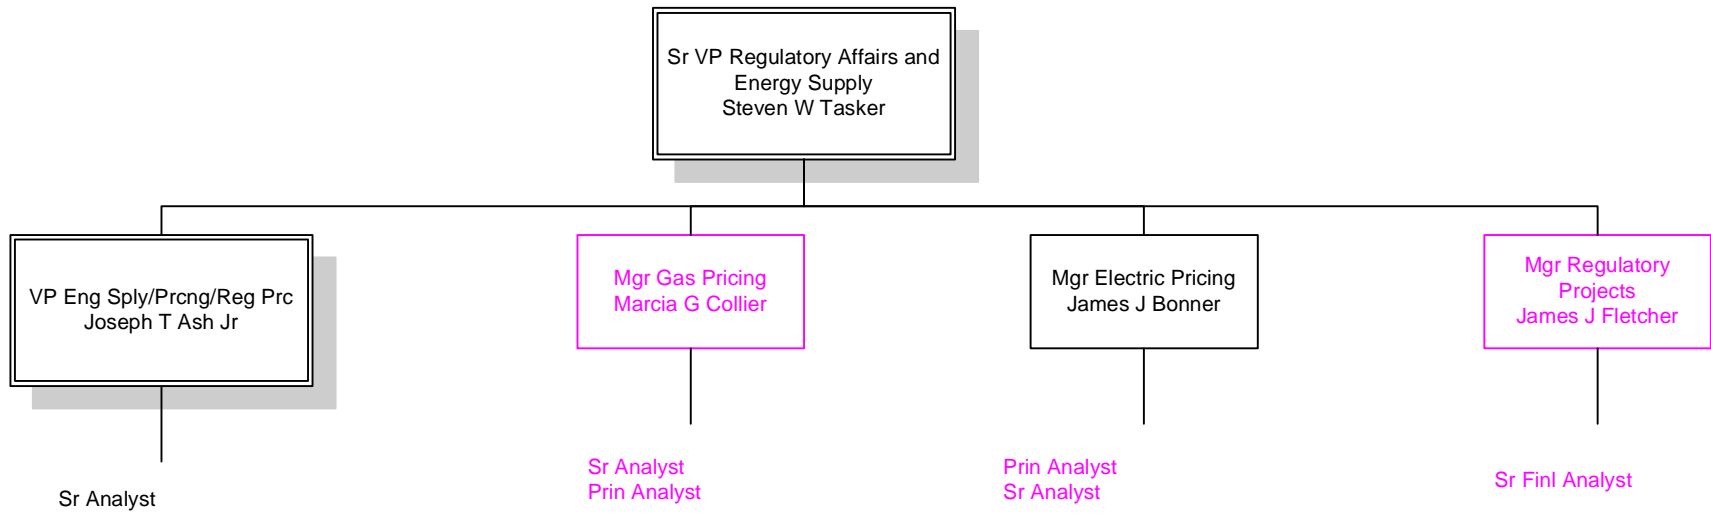 Sr VP Regulatory Affairs and
Energy Supply
Steven W Tasker
VP Eng Sply/Prcng/Reg Prc
Joseph T Ash Jr
Mgr Gas Pricing
Marcia G Collier
Mgr Electric Pricing
James J Bonner
Mgr Regulatory
Projects
James J Fletcher
Sr Analyst
Sr Analyst
Prin Analyst
Prin Analyst
Sr Analyst
Sr Finl Analyst